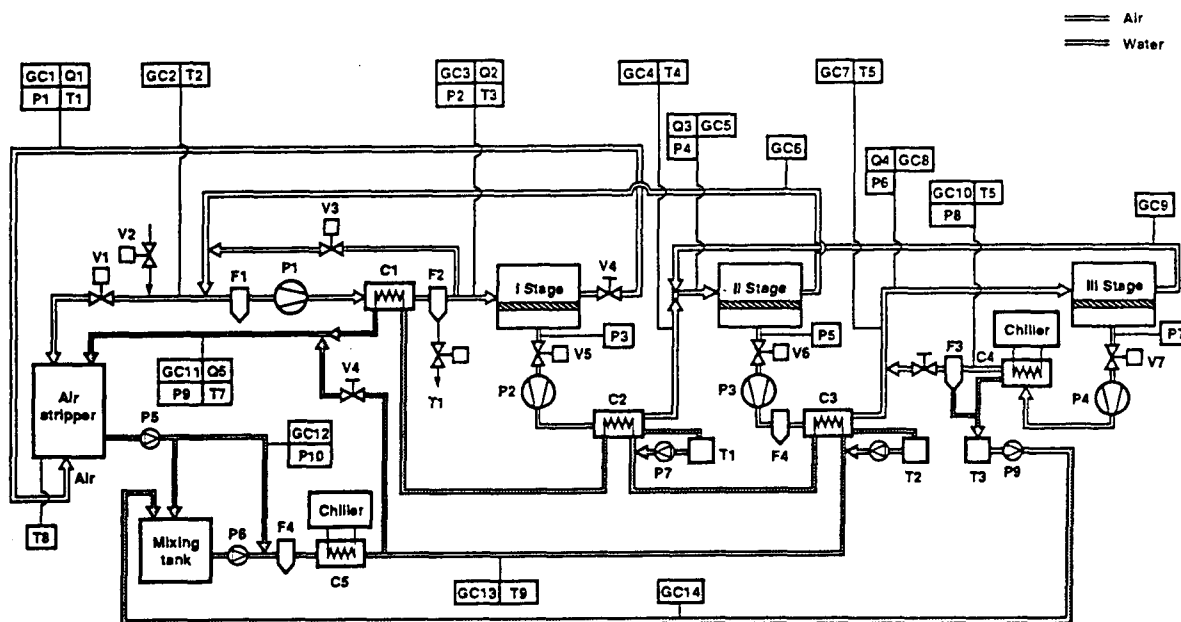 Air
Water
GC1 Q1
P1 T1
GC2 T2
GC3 Q2
P2 T3
GC4 T4
GC7 T5
Q3 GC5
P4
GC6
Q4 GC8
P6
GC10 T5
P8
GC9
V1
V2
V3
F1
P1
C1
F2
I Stage
V4
II Stage
III Stage
P3
V5
P5
V6
P7
V7
Chiller
F3
C4
T1
P2
P3
P4
GC11 Q5
P9 T7
V4
Air
stripper
P5
GC12
P10
C2
C3
F4
P7
T1
T2
T3
P9
Air
T8
Mixing
tank
P6
F4
Chiller
C5
GC13 T9
GC14